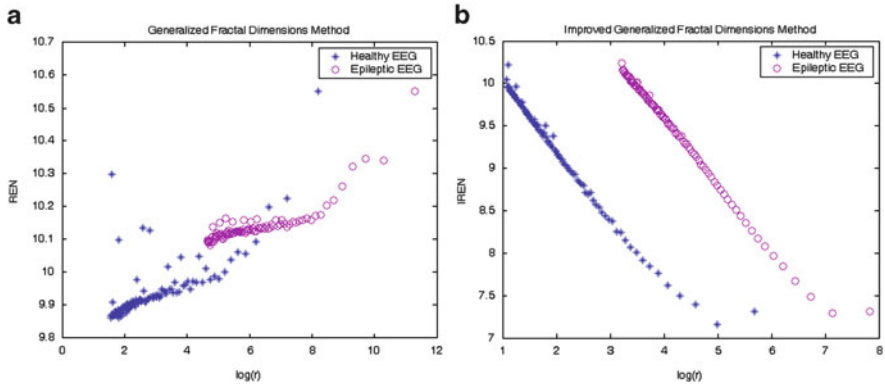 a
Generalized Fractal Dimensions Method
10.7
10.6
10.5
10.4
10.3
10.2
10.1
10
9.9
9.8
REN
Healthy EEG
Epileptic EEG
0
2
4
6
8
10
12
log(r)
b
Improved Generalized Fractal Dimensions Method
10.5
10
9.5
9
8.5
8
7.5
7
IREN
Healthy EEG
Epileptic EEG
1
2
3
4
5
6
7
8
log(r)